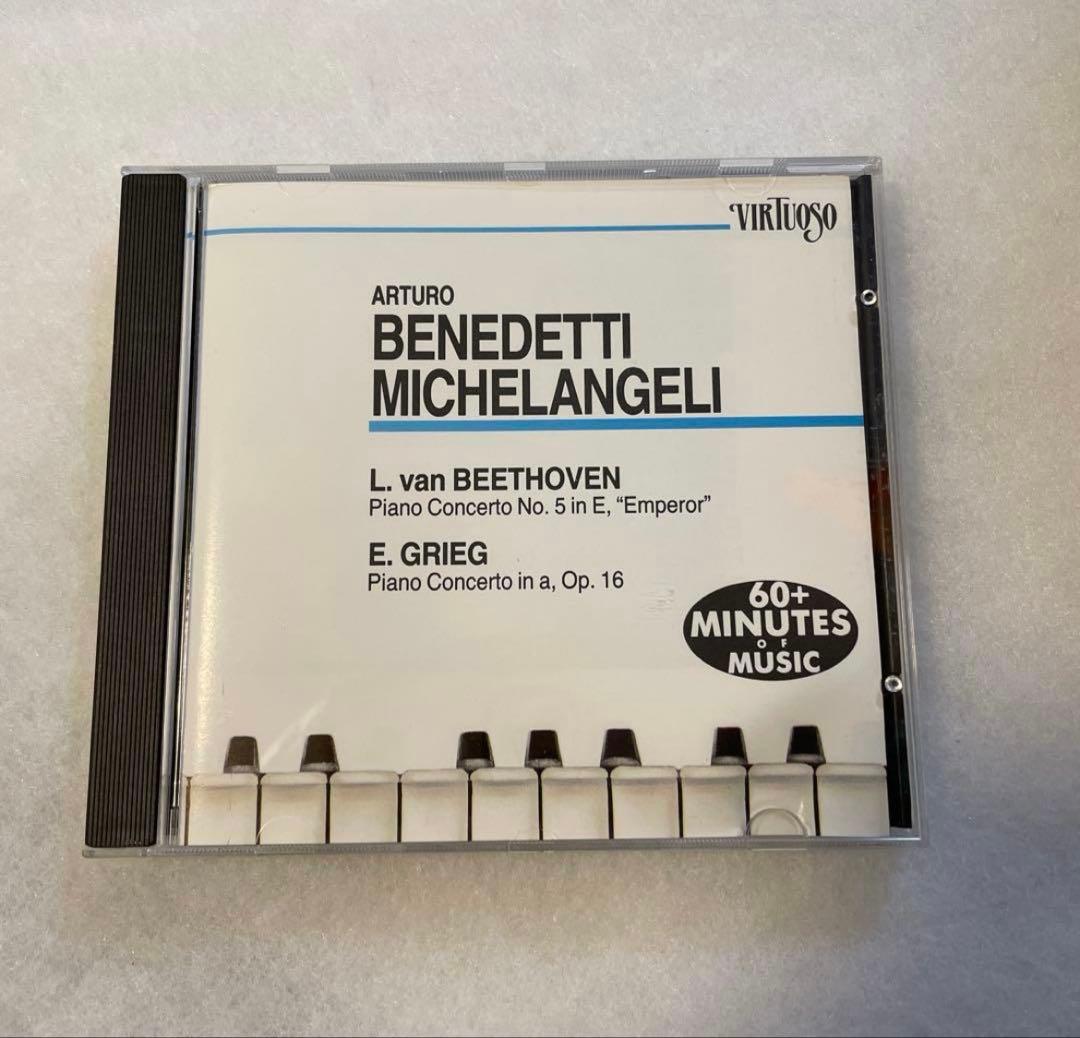 VIRTUOSO
ARTURO
BENEDETTI
MICHELANGELI
L. van BEETHOVEN
Piano Concerto No. 5 in E, “Emperor”
E. GRIEG
Piano Concerto in a, Op. 16
60+
MINUTES
OF
MUSIC